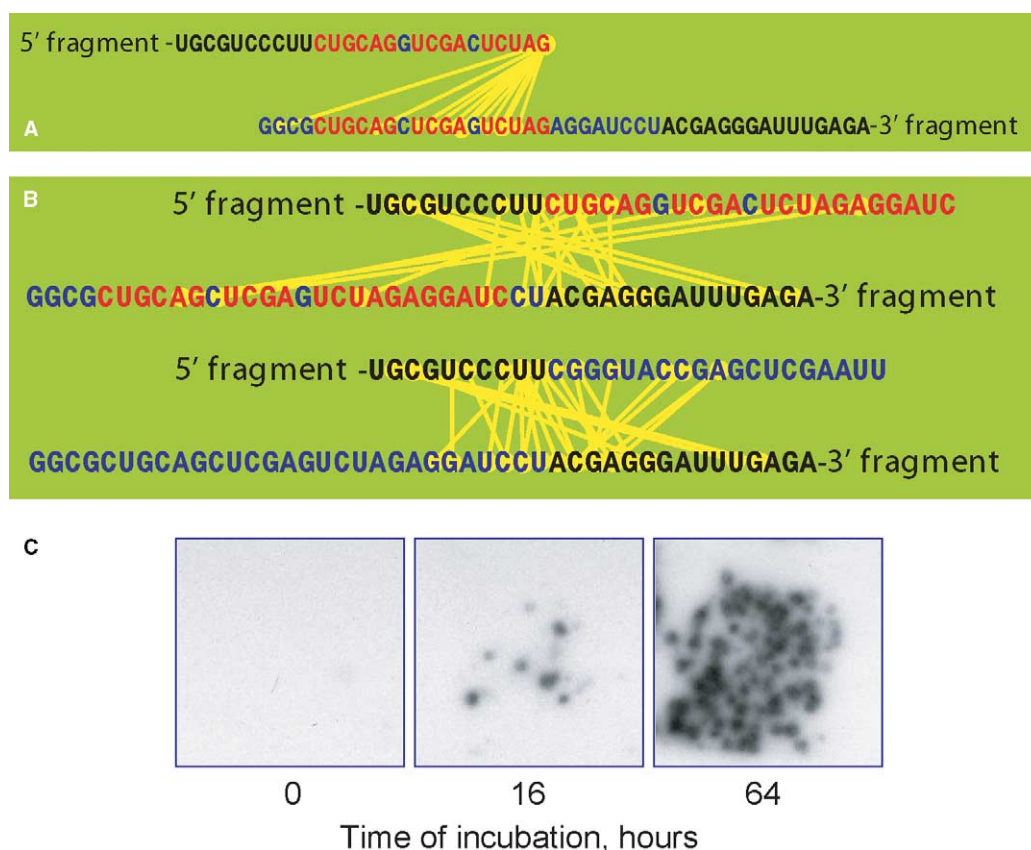 5′ fragment -UGCGUCCCUUCUGCAGGUCGACUCUAG
A
GGCGCUGCAGCUCGAGUCUAGAGGAUCCUACGAGGGAUUUGAGA-3′ fragment
B
5′ fragment -UGCGUCCCUUCUGCAGGUCGACUCUAGAGGAUC
GGCGCUGCAGCUCGAGUCUAGAGGAUCCUACGAGGGAUUUGAGA-3′ fragment
5′ fragment -UGCGUCCCUUCGGGUACCGAGCUCGAAUU
GGCGCUGCAGCUCGAGUCUAGAGGAUCCUACGAGGGAUUUGAGA-3′ fragment
C
0 16 64
Time of incubation, hours